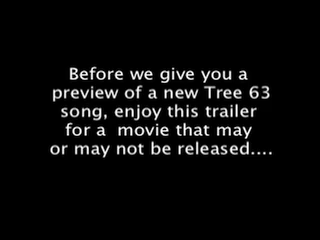 Before we give you a
preview of a new Tree 63
song, enjoy this trailer
for a movie that may
or may not be released....